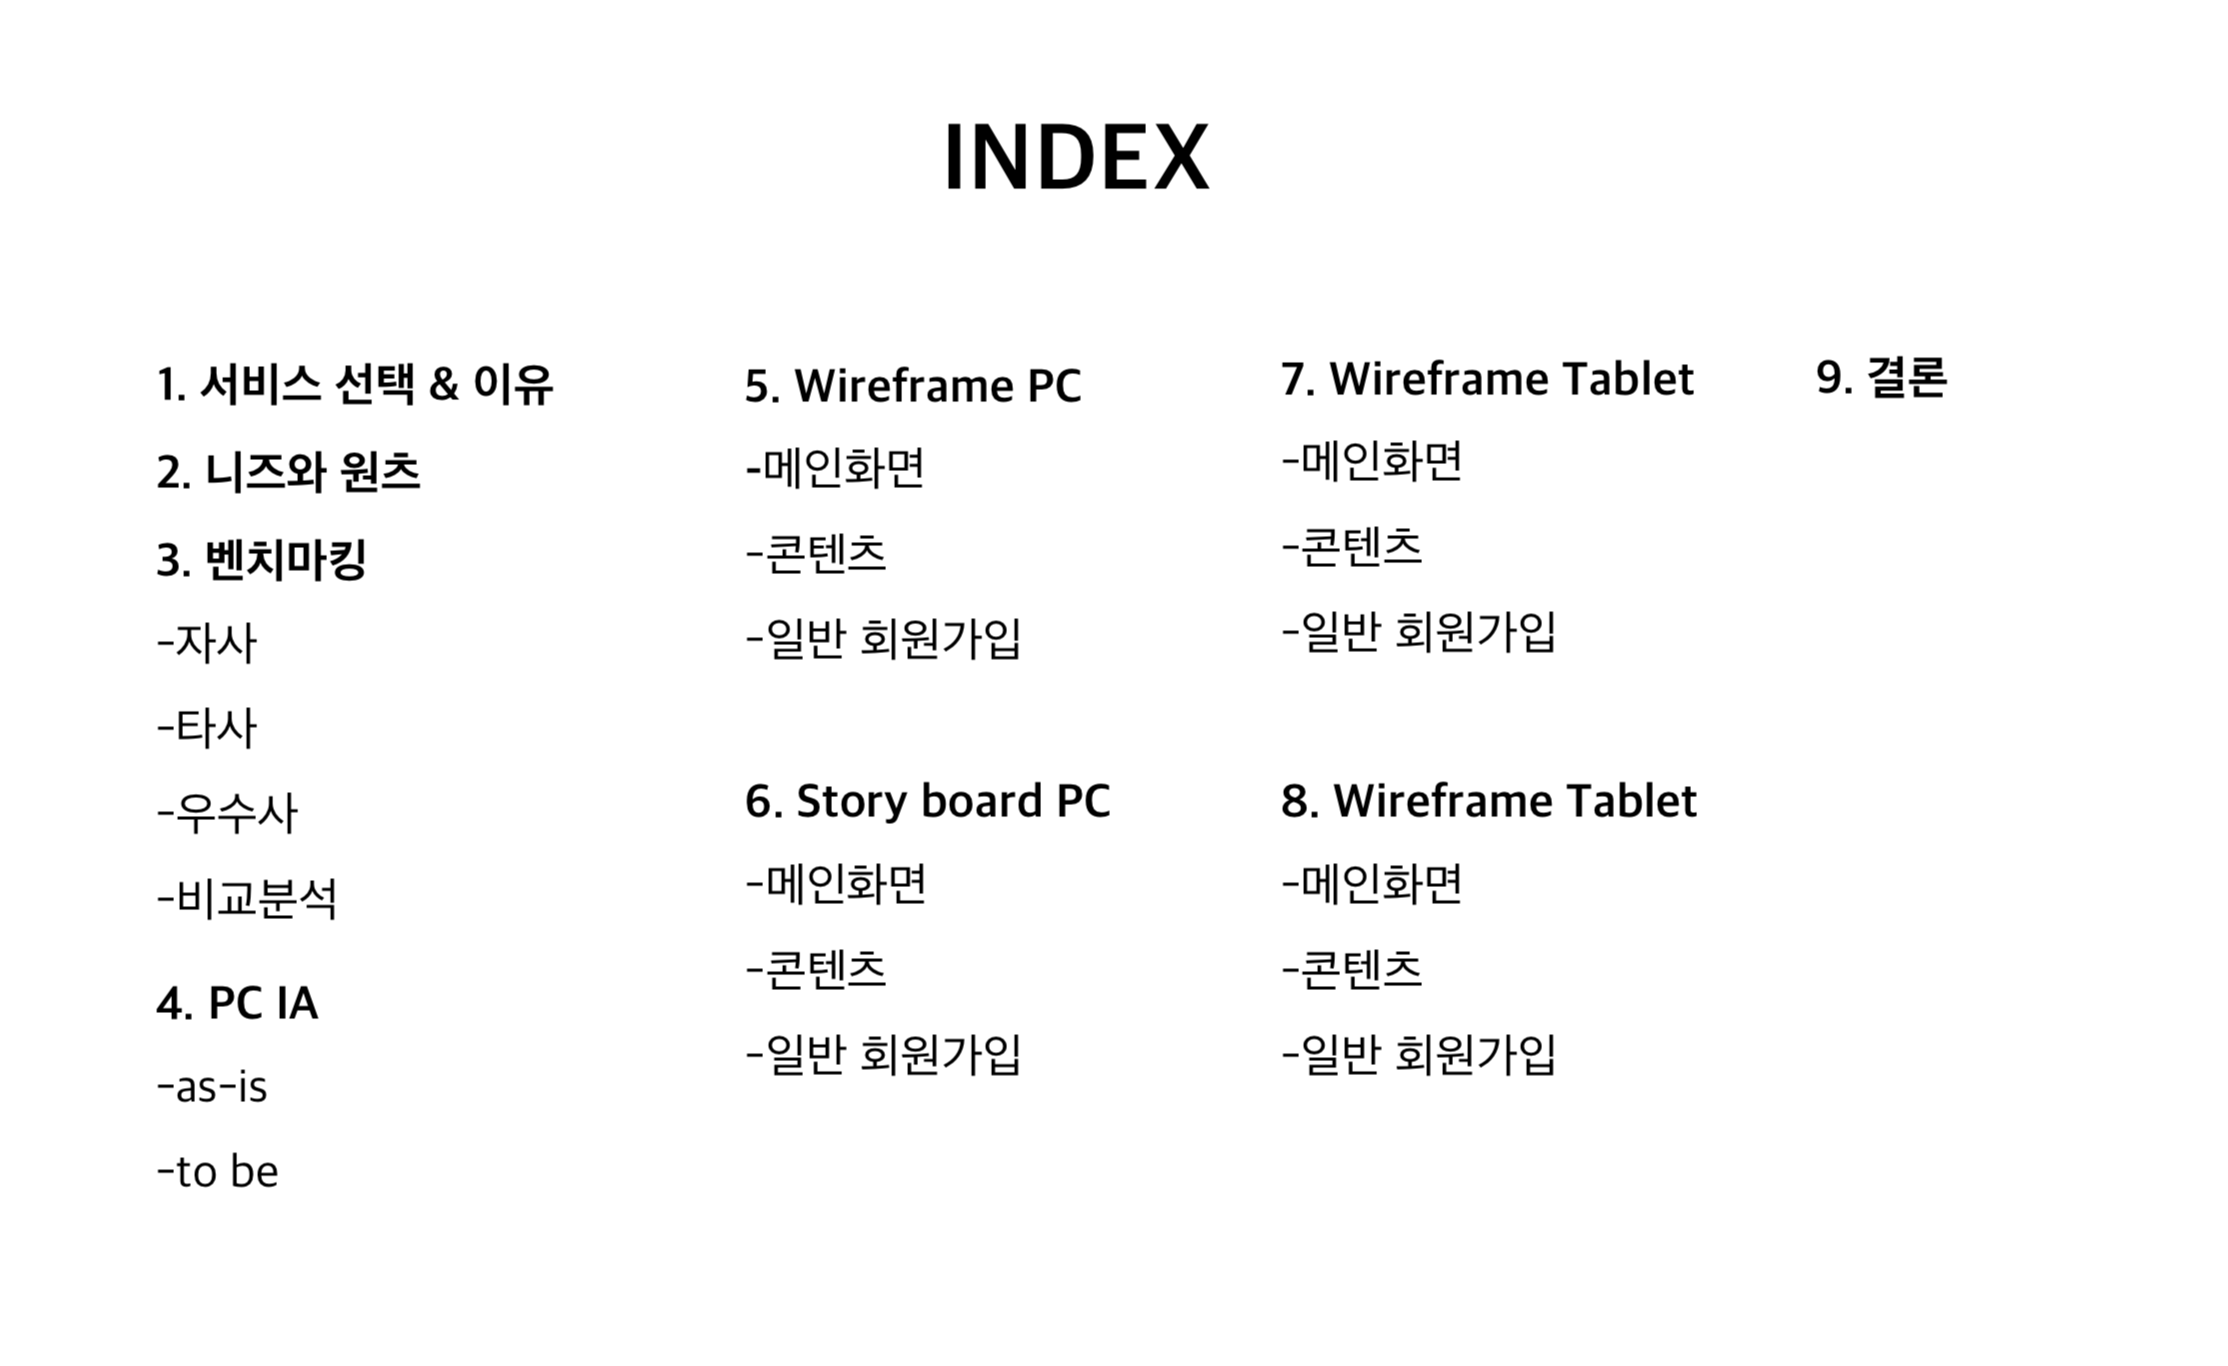 INDEX
1. 서비스 선택 & 이유
2. 니즈와 원츠
3. 벤치마킹
-자사
-타사
-우수사
-비교분석
4. PC IA
-as-is
-to be
5. Wireframe PC
-메인화면
-콘텐츠
-일반 회원가입
6. Story board PC
-메인화면
-콘텐츠
-일반 회원가입
7. Wireframe Tablet
-메인화면
-콘텐츠
-일반 회원가입
8. Wireframe Tablet
-메인화면
-콘텐츠
-일반 회원가입
9. 결론